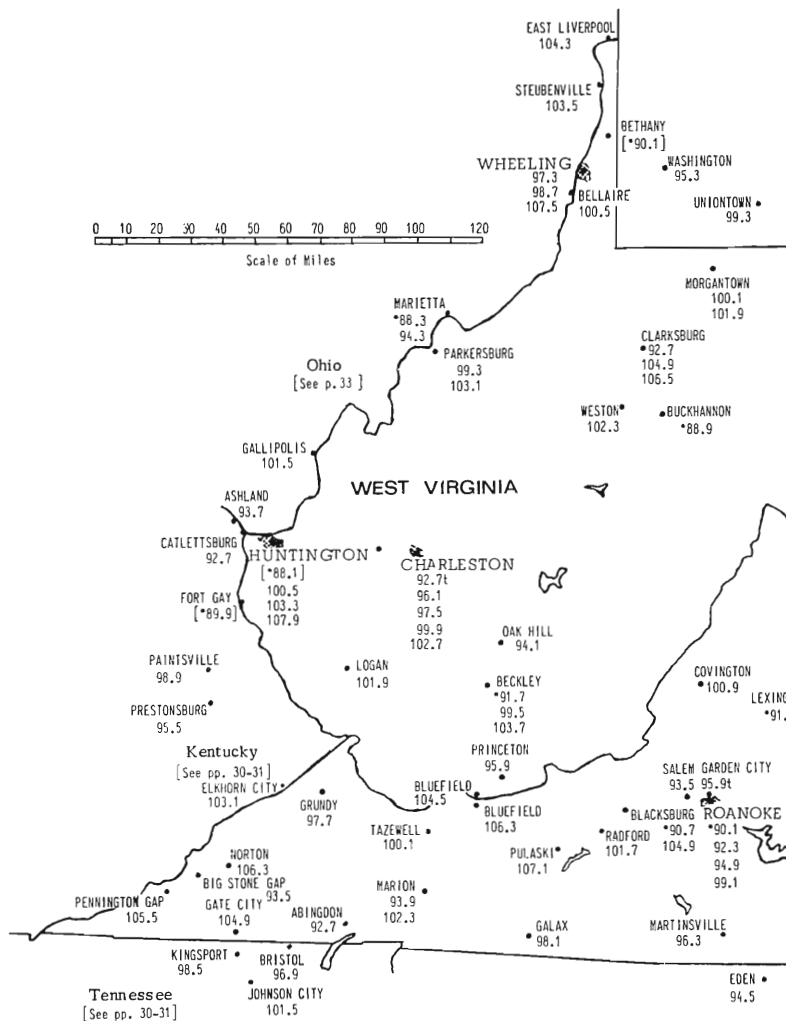 EAST LIVERPOOL
104.3
STEUBENVILLE
103.5
BETHANY
[*90.1]
WHEELING
97.3
98.7
107.5
WASHINGTON
95.3
BELLAIRE
100.5
UNIONTOWN
99.3
0 10 20 30 40 50 60 70 80 90 100 120
Scale of Miles
MORGANTOWN
100.1
101.9
MARIETTA
*88.3
94.3
CLARKSBURG
92.7
104.9
106.5
PARKERSBURG
99.3
103.1
Ohio
[See p.33]
WESTON
102.3
BUCKHANNON
*88.9
GALLIPOLIS
101.5
WEST VIRGINIA
ASHLAND
93.7
CATLETTSBURG
92.7
HUNTINGTON
[*88.1]
100.5
103.3
107.9
CHARLESTON
92.7t
96.1
97.5
99.9
102.7
FORT GAY
[*89.9]
OAK HILL
94.1
PAINTSVILLE
98.9
LOGAN
101.9
BECKLEY
*91.7
99.5
103.7
COVINGTON
100.9
LEXING
*91.
PRESTONSBURG
95.5
PRINCETON
95.9
Kentucky
[See pp. 30-31]
ELKHORN CITY
103.1
GRUNDY
97.7
BLUEFIELD
104.5
BLUEFIELD
106.3
SALEM
93.5
GARDEN CITY
95.9t
BLACKSBURG
*90.7
104.9
ROANOKE
*90.1
92.3
94.9
99.1
TAZEWELL
100.1
RADFORD
101.7
PULASKI
107.1
NORTON
106.3
BIG STONE GAP
93.5
PENNINGTON GAP
105.5
MARION
93.9
102.3
GATE CITY
104.9
ABINGDON
92.7
GALAX
98.1
MARTINSVILLE
96.3
KINGSPORT
98.5
BRISTOL
96.9
JOHNSON CITY
101.5
EDEN
94.5
Tennessee
[See pp. 30-31]